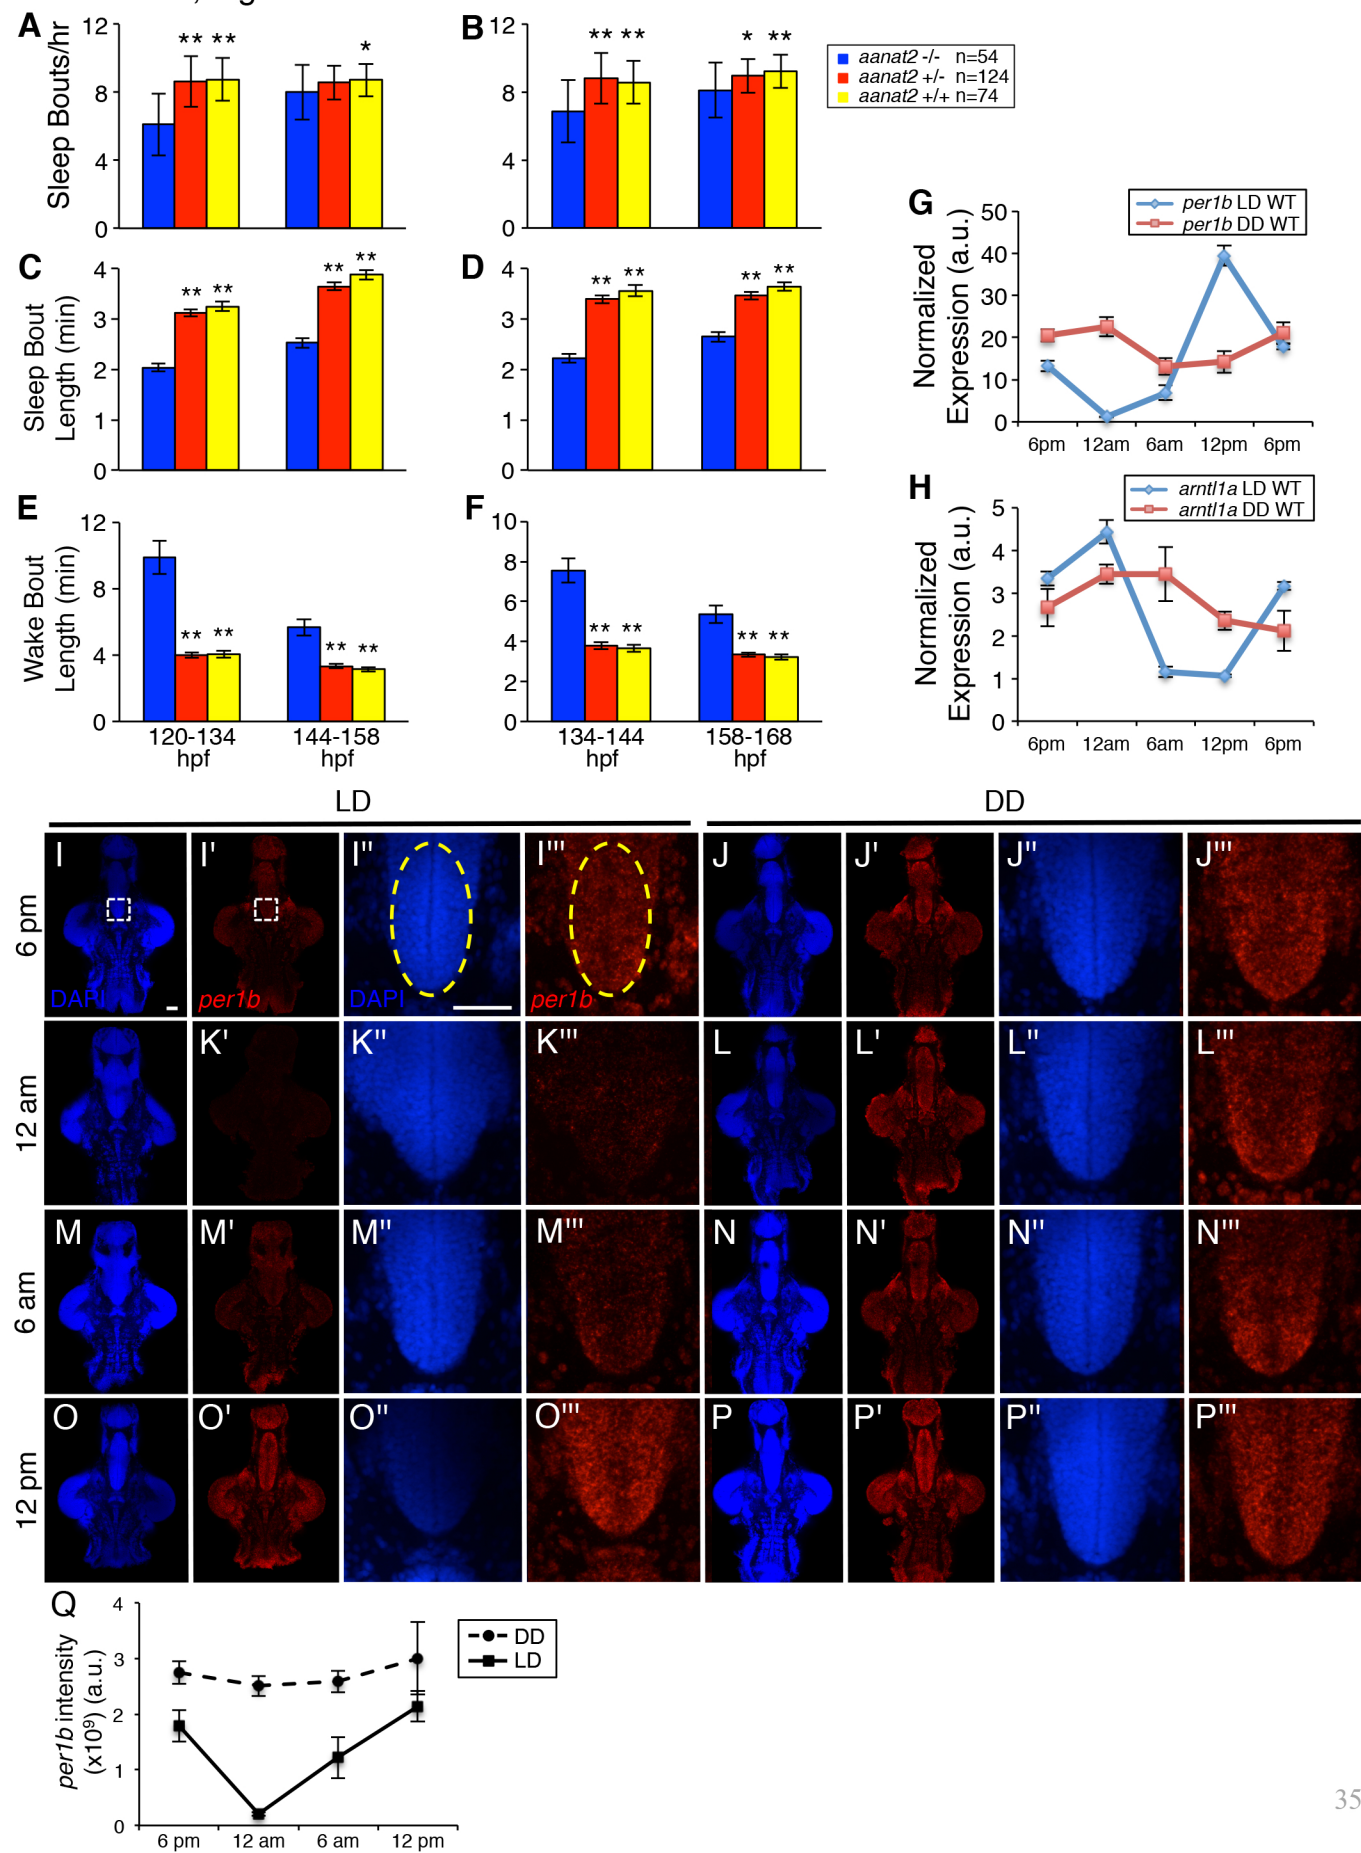 A
12
8
4
0
Sleep Bouts/hr
** ** *
B
12
8
4
0
** ** * **
aanat2 -/- n=54
aanat2 +/- n=124
aanat2 +/+ n=74
C
4
3
2
1
0
Sleep Bout
Length (min)
** ** ** **
D
4
3
2
1
0
** ** ** **
E
12
8
4
0
Wake Bout
Length (min)
** ** ** **
120-134
hpf
144-158
hpf
F
10
8
6
4
2
0
** ** ** **
134-144
hpf
158-168
hpf
G
50
40
30
20
10
0
Normalized
Expression (a.u.)
per1b LD WT
per1b DD WT
6pm 12am 6am 12pm 6pm
H
5
4
3
2
1
0
Normalized
Expression (a.u.)
arntl1a LD WT
arntl1a DD WT
6pm 12am 6am 12pm 6pm
LD DD
6 pm
I I' I" I''' J J' J" J'''
DAPI per1b DAPI per1b
12 am
K' K" K''' L L' L" L'''
6 am
M M' M" M''' N N' N" N'''
12 pm
O O' O" O''' P P' P" P'''
Q
4
3
2
1
0
per1b intensity
(x10⁹) (a.u.)
DD
LD
6 pm 12 am 6 am 12 pm
35